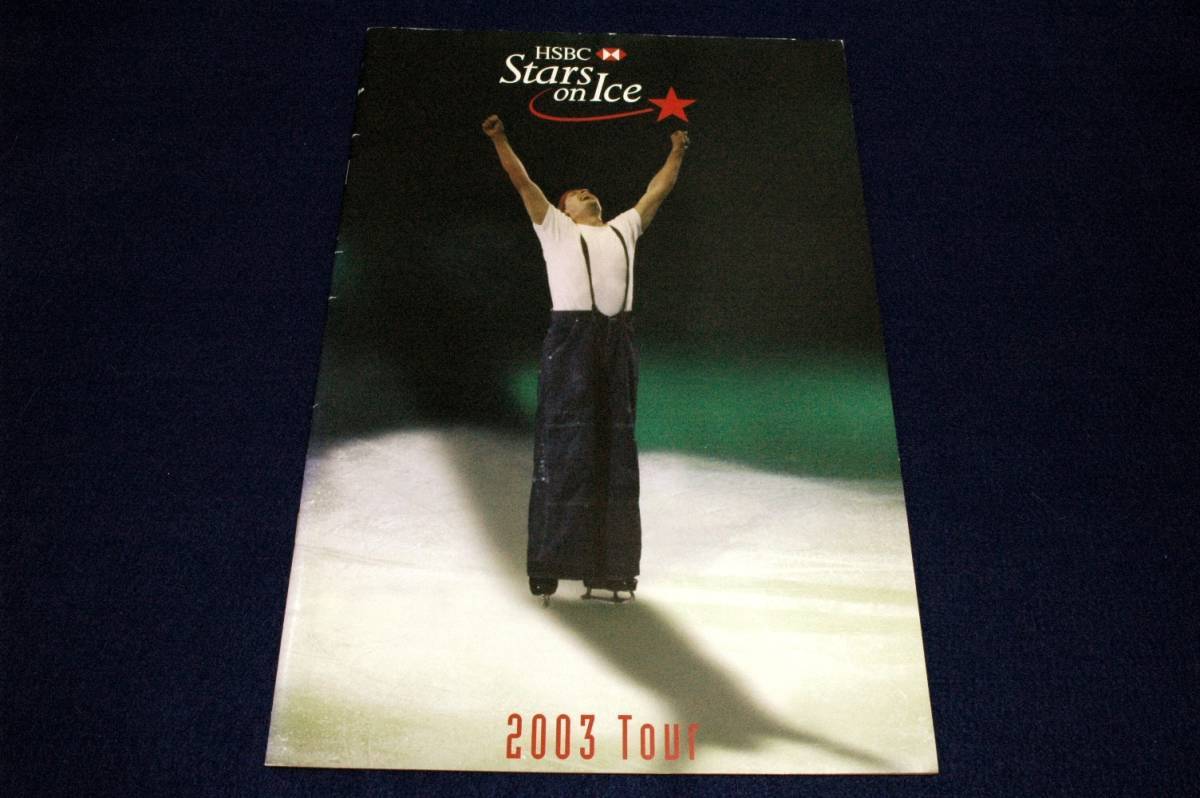 HSBC
Stars
on Ice
2003 Tour